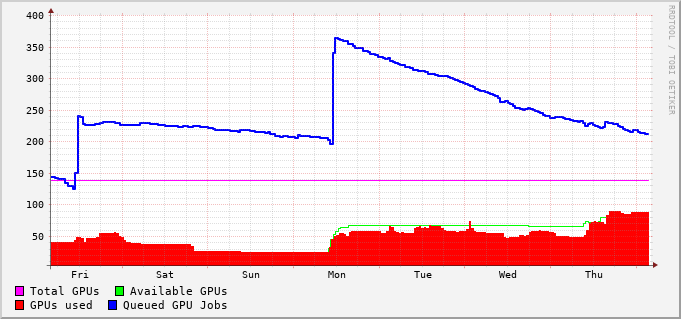 400
350
300
250
200
150
100
50
Fri Sat Sun Mon Tue Wed Thu
Total GPUs Available GPUs
GPUs used Queued GPU Jobs
RRDTOOL / TOBI OETIKER